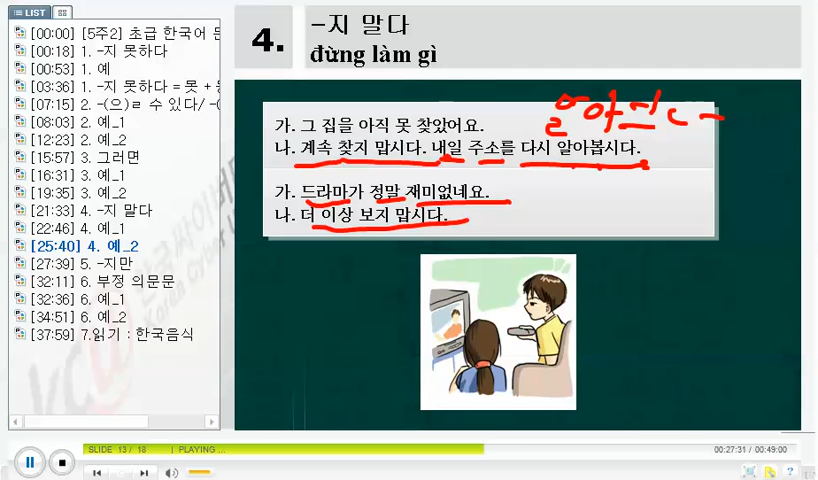 LIST
[00:00] [5주2] 초급 한국어 문
[00:18] 1. -지 못하다
[00:53] 1. 예
[03:36] 1. -지 못하다 = 못 + 동
[07:15] 2. -(으)ㄹ 수 있다/ -(
[08:03] 2. 예_1
[12:23] 2. 예_2
[15:57] 3. 그러면
[16:31] 3. 예_1
[19:35] 3. 예_2
[21:33] 4. -지 말다
[22:46] 4. 예_1
[25:40] 4. 예_2
[27:39] 5. -지만
[32:11] 6. 부정 의문문
[32:36] 6. 예_1
[34:51] 6. 예_2
[37:59] 7.읽기 : 한국음식
4. -지 말다
đừng làm gì
가. 그 집을 아직 못 찾았어요.
나. 계속 찾지 맙시다. 내일 주소를 다시 알아봅시다.
가. 드라마가 정말 재미없네요.
나. 더 이상 보지 맙시다.
SLIDE 13 / 18 | PLAYING ...
00:27:31 / 00:49:00